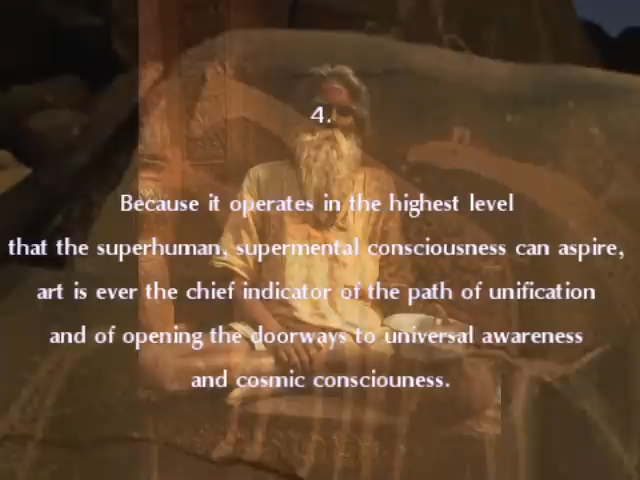 4.
Because it operates in the highest level
that the superhuman, supermental consciousness can aspire,
art is ever the chief indicator of the path of unification
and of opening the doorways to universal awareness
and cosmic consciouness.